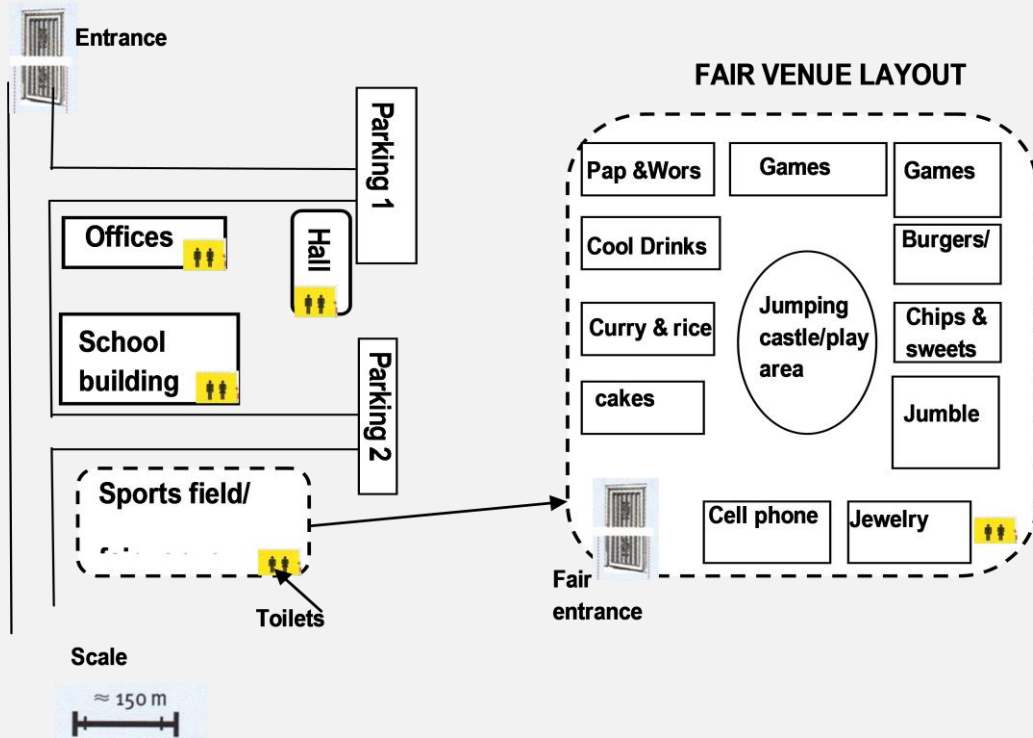 Entrance
Parking 1
Offices
Hall
School
building
Parking 2
Sports field/
Toilets
Scale
≈ 150 m
FAIR VENUE LAYOUT
Pap &Wors
Games
Games
Cool Drinks
Burgers/
Curry & rice
Jumping
castle/play
area
Chips &
sweets
cakes
Jumble
Cell phone
Jewelry
Fair
entrance